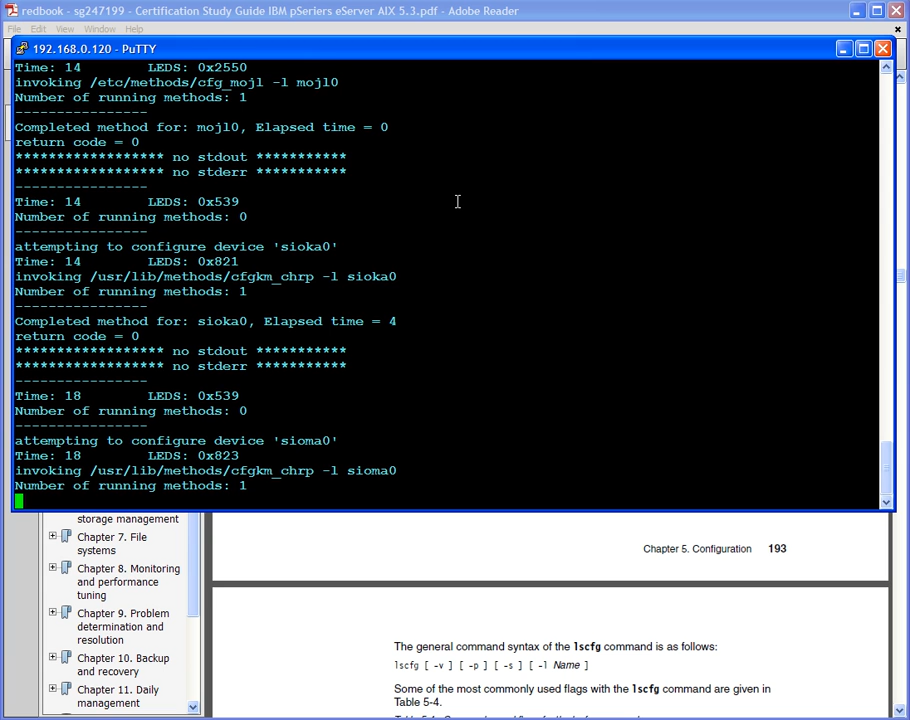 redbook - sg247199 - Certification Study Guide IBM pSeriers eServer AIX 5.3.pdf - Adobe Reader
File Edit View Window Help
192.168.0.120 - PuTTY
Time: 14 LEDS: 0x2550
invoking /etc/methods/cfg_mojl -l mojl0
Number of running methods: 1
----------------
Completed method for: mojl0, Elapsed time = 0
return code = 0
****************** no stdout ***********
****************** no stderr ***********
----------------
Time: 14 LEDS: 0x539
Number of running methods: 0
----------------
attempting to configure device 'sioka0'
Time: 14 LEDS: 0x821
invoking /usr/lib/methods/cfgkm_chrp -l sioka0
Number of running methods: 1
----------------
Completed method for: sioka0, Elapsed time = 4
return code = 0
****************** no stdout ***********
****************** no stderr ***********
----------------
Time: 18 LEDS: 0x539
Number of running methods: 0
----------------
attempting to configure device 'sioma0'
Time: 18 LEDS: 0x823
invoking /usr/lib/methods/cfgkm_chrp -l sioma0
Number of running methods: 1
storage management
Chapter 7. File
systems
Chapter 8. Monitoring
and performance
tuning
Chapter 9. Problem
determination and
resolution
Chapter 10. Backup
and recovery
Chapter 11. Daily
management
Chapter 5. Configuration 193
The general command syntax of the lscfg command is as follows:
lscfg [ -v ] [ -p ] [ -s ] [ -l Name ]
Some of the most commonly used flags with the lscfg command are given in
Table 5-4.